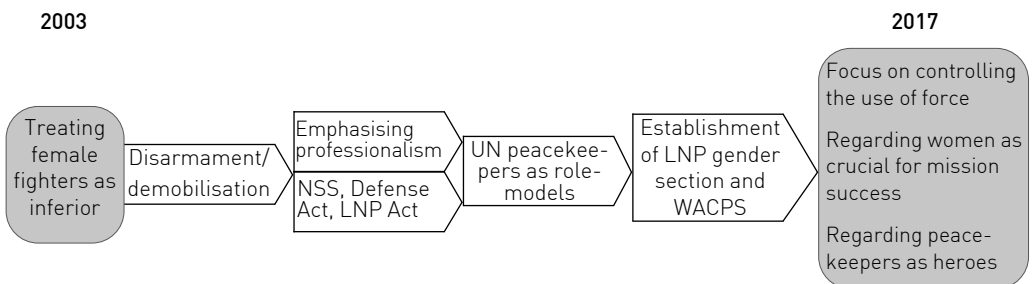 2003
2017
Treating
female
fighters as
inferior
Disarmament/
demobilisation
Emphasising
professionalism
NSS, Defense
Act, LNP Act
UN peacekee-
pers as role-
models
Establishment
of LNP gender
section and
WACPS
Focus on controlling
the use of force
Regarding women as
crucial for mission
success
Regarding peace-
keepers as heroes